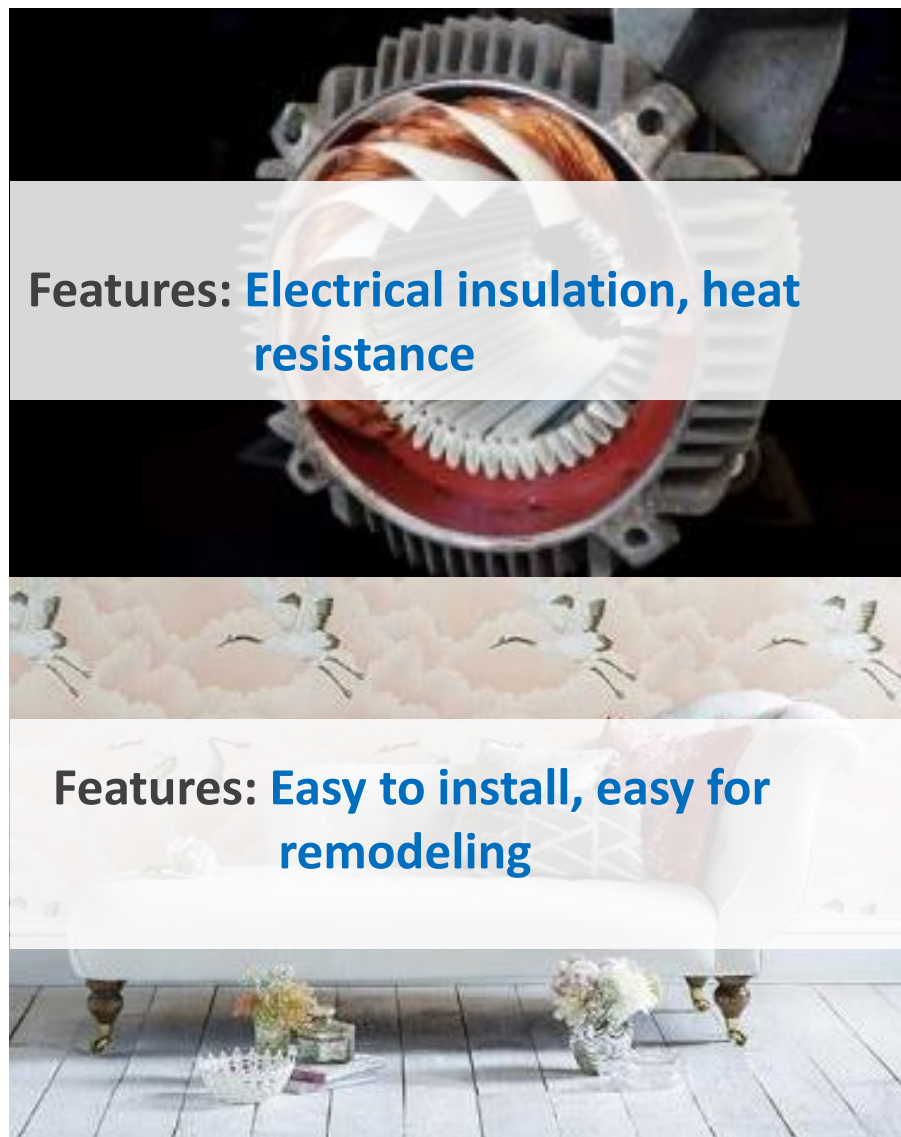 Features: Electrical insulation, heat
resistance
Features: Easy to install, easy for
remodeling